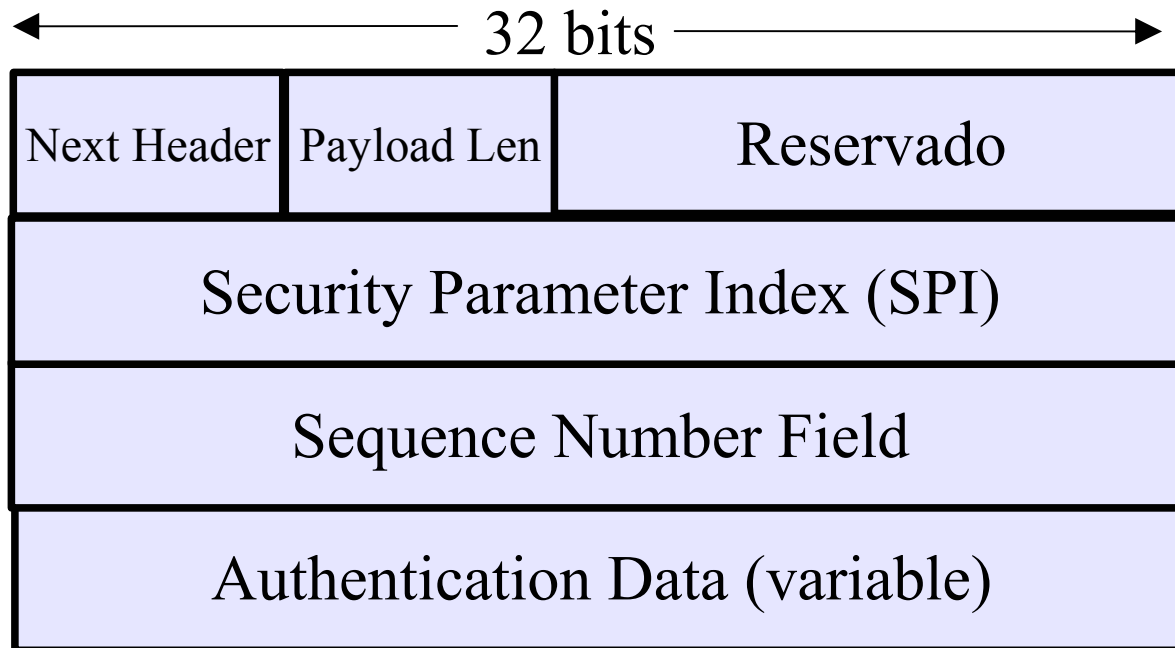 32 bits
Next Header
Payload Len
Reservado
Security Parameter Index (SPI)
Sequence Number Field
Authentication Data (variable)